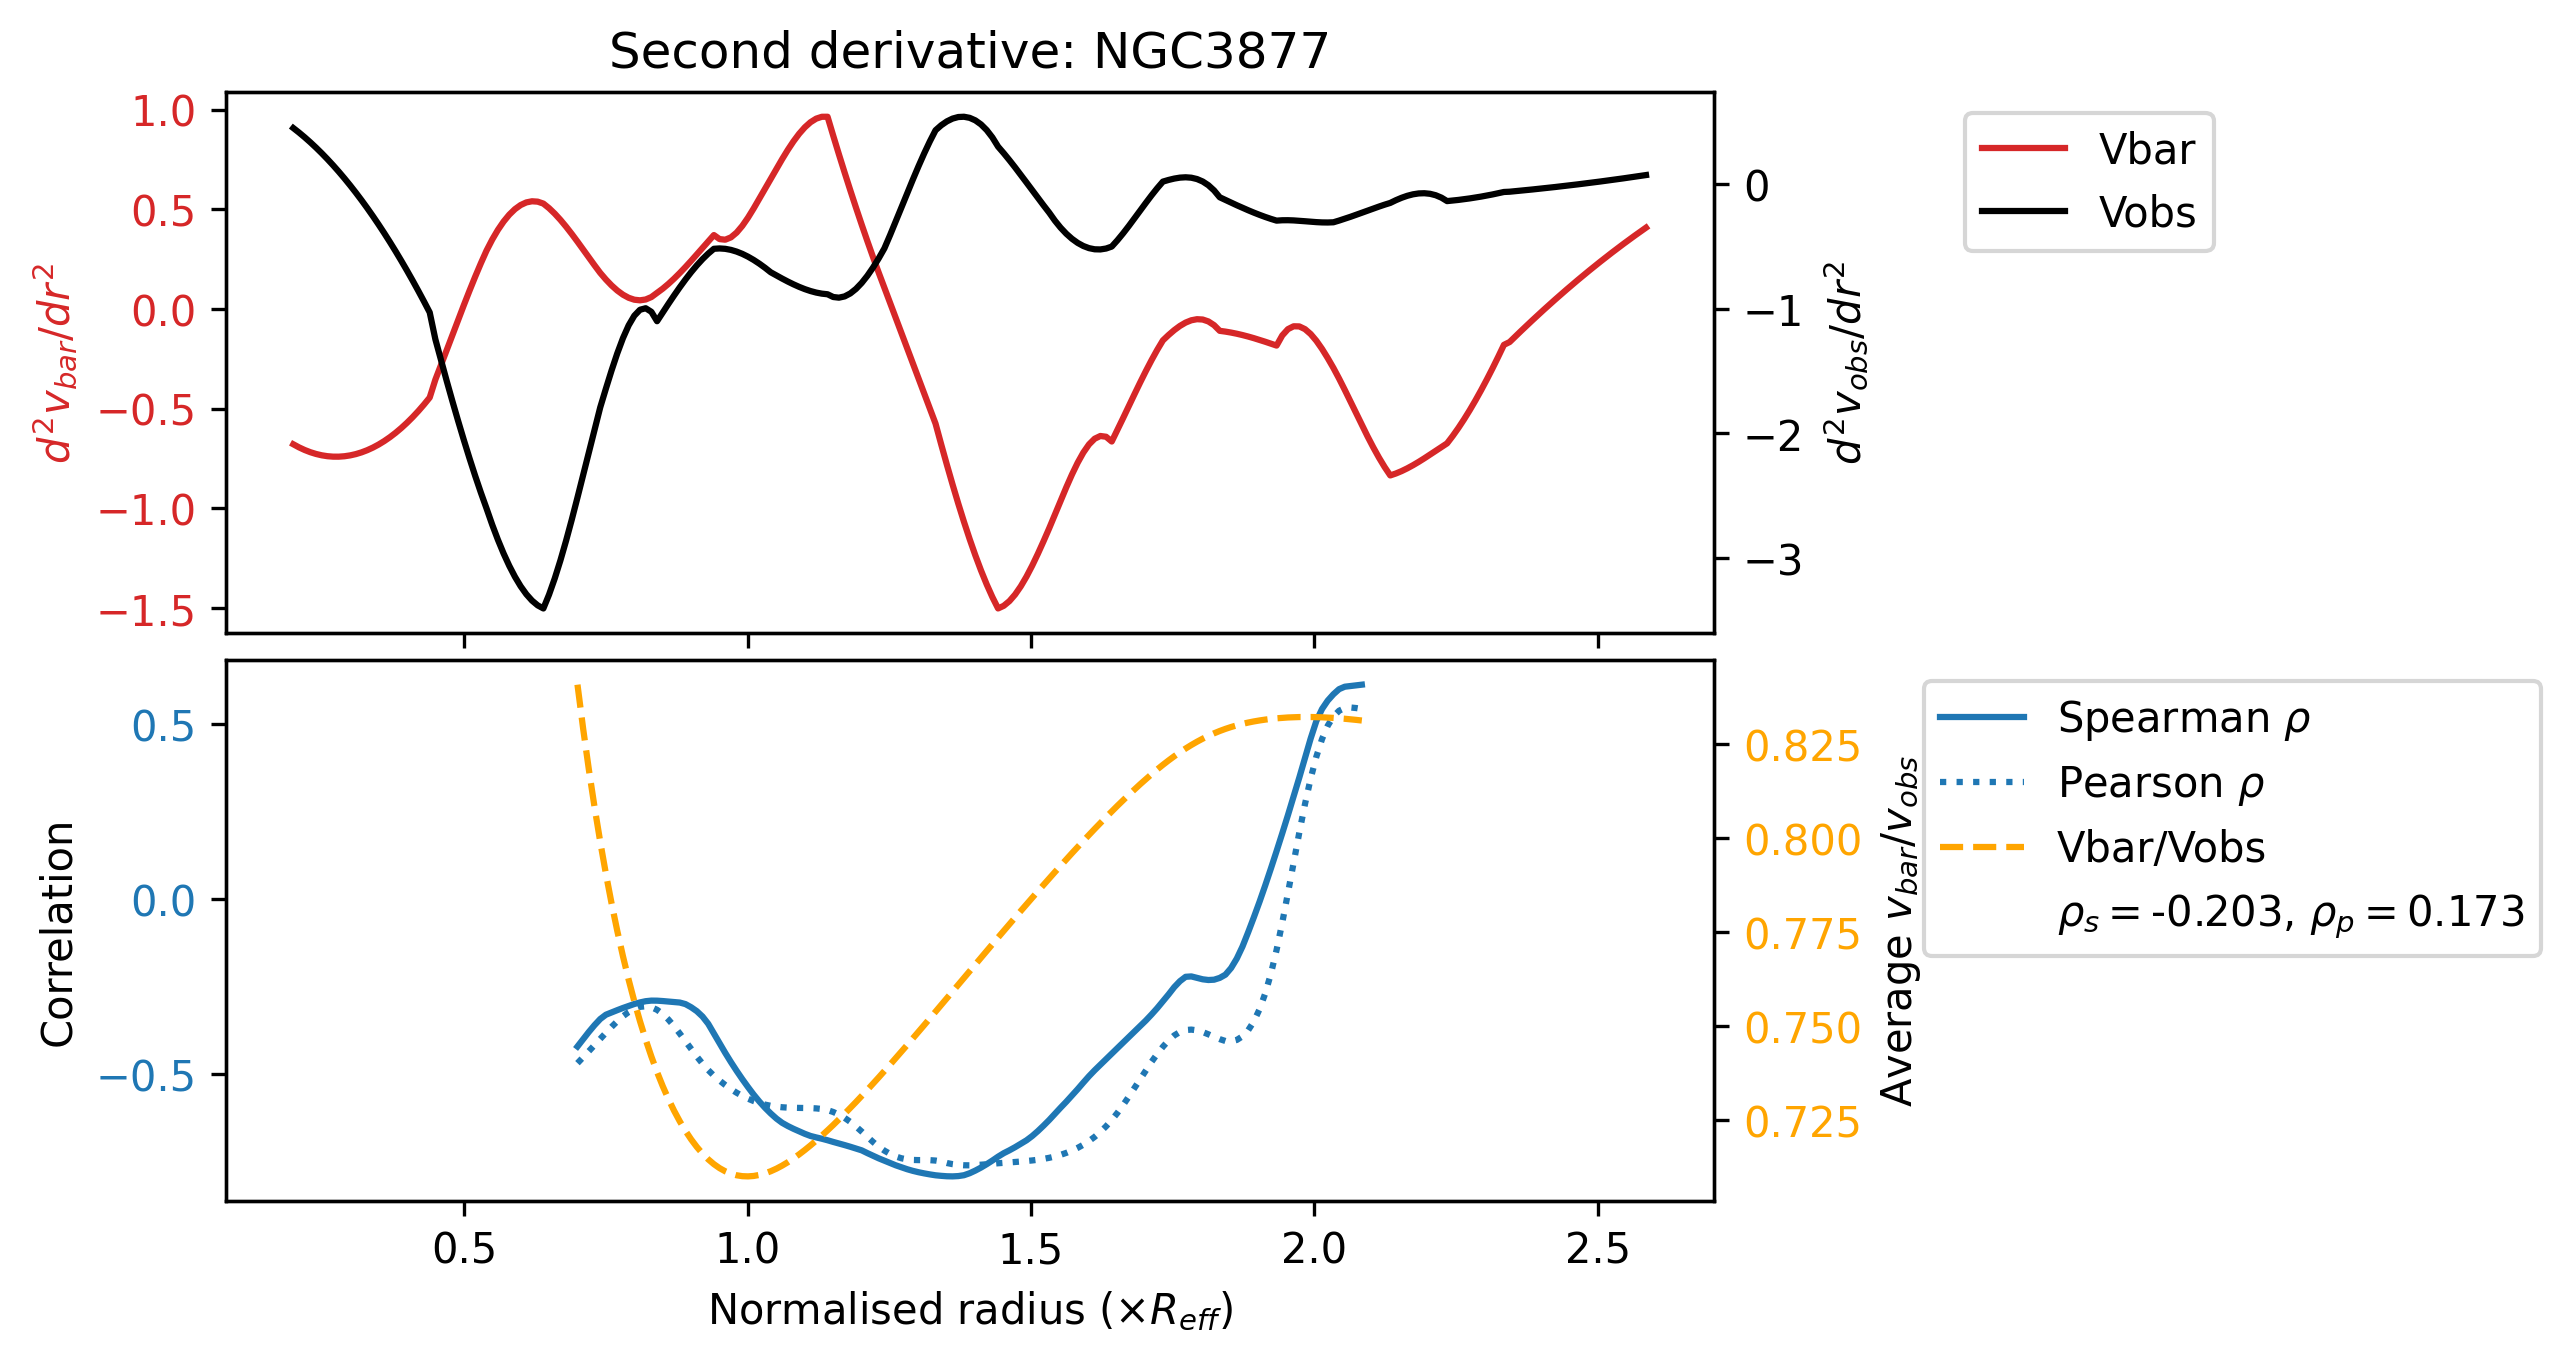 Second derivative: NGC3877
1.0
0.5
0.0
−0.5
−1.0
−1.5
d²v_bar/dr²
0
−1
−2
−3
d²v_obs/dr²
Vbar
Vobs
0.5
0.0
−0.5
Correlation
0.825
0.800
0.775
0.750
0.725
Average v_bar/v_obs
Spearman ρ
Pearson ρ
Vbar/Vobs
ρ_s = -0.203, ρ_p = 0.173
0.5 1.0 1.5 2.0 2.5
Normalised radius (×R_eff)